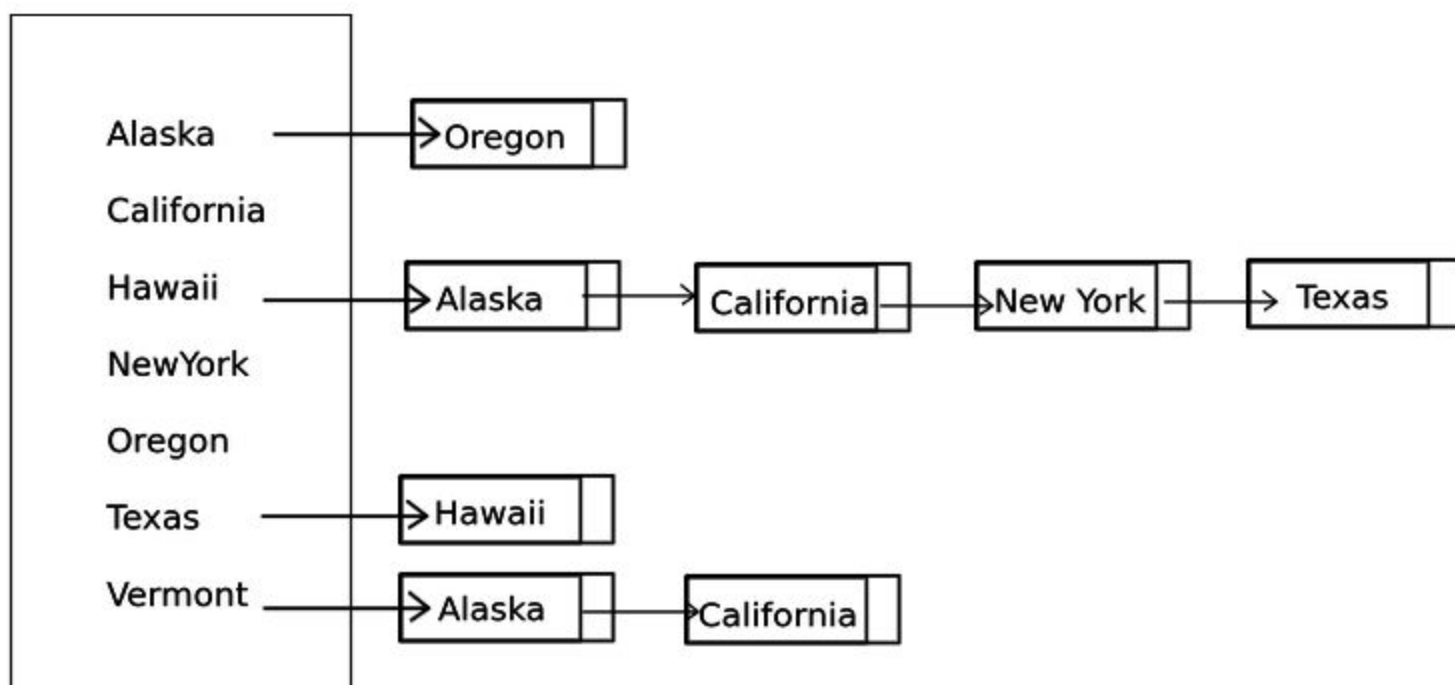 Alaska Oregon
California
Hawaii Alaska California New York Texas
NewYork
Oregon
Texas Hawaii
Vermont Alaska California